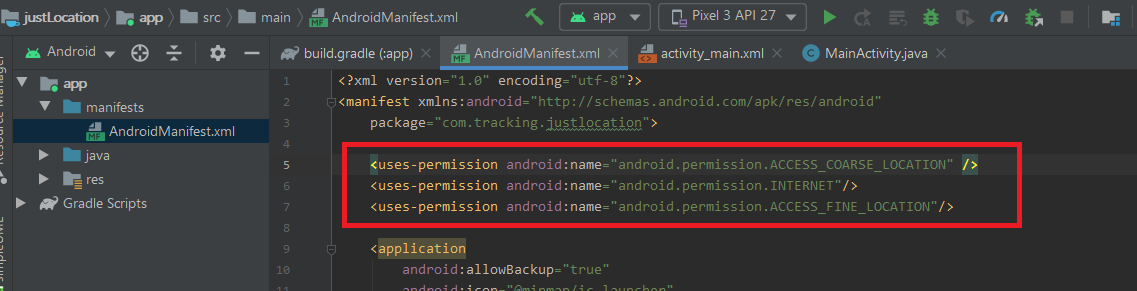 justLocation app src main AndroidManifest.xml app Pixel 3 API 27
Android build.gradle (:app) AndroidManifest.xml activity_main.xml MainActivity.java
app
manifests
AndroidManifest.xml
java
res
Gradle Scripts
Resource Manager
1 <?xml version="1.0" encoding="utf-8"?>
2 <manifest xmlns:android="http://schemas.android.com/apk/res/android"
3 package="com.tracking.justlocation">
4
5 <uses-permission android:name="android.permission.ACCESS_COARSE_LOCATION" />
6 <uses-permission android:name="android.permission.INTERNET"/>
7 <uses-permission android:name="android.permission.ACCESS_FINE_LOCATION"/>
8
9 <application
10 android:allowBackup="true"
11 android:icon="@mipmap/ic_launcher"